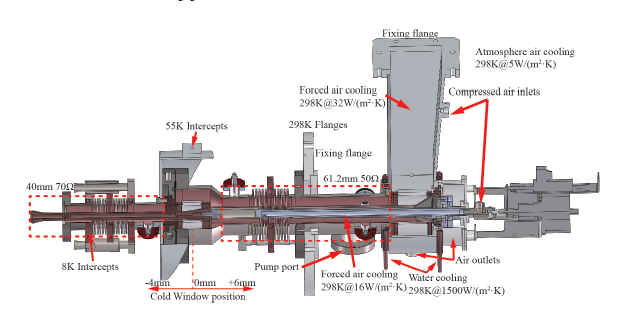 Fixing flange
Atmosphere air cooling
298K@5W/(m²·K)
Forced air cooling
298K@32W/(m²·K)
Compressed air inlets
55K Intercepts
298K Flanges
Fixing flange
61.2mm 50Ω
40mm 70Ω
8K Intercepts
Pump port
Air outlets
-4mm 0mm +6mm
Cold Window position
Forced air cooling
298K@16W/(m²·K)
Water cooling
298K@1500W/(m²·K)